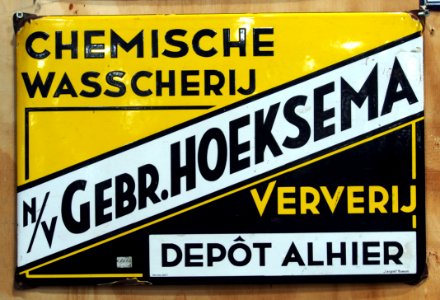 CHEMISCHE
WASSCHERIJ
N/V GEBR. HOEKSEMA
VERVERIJ
DEPÔT ALHIER